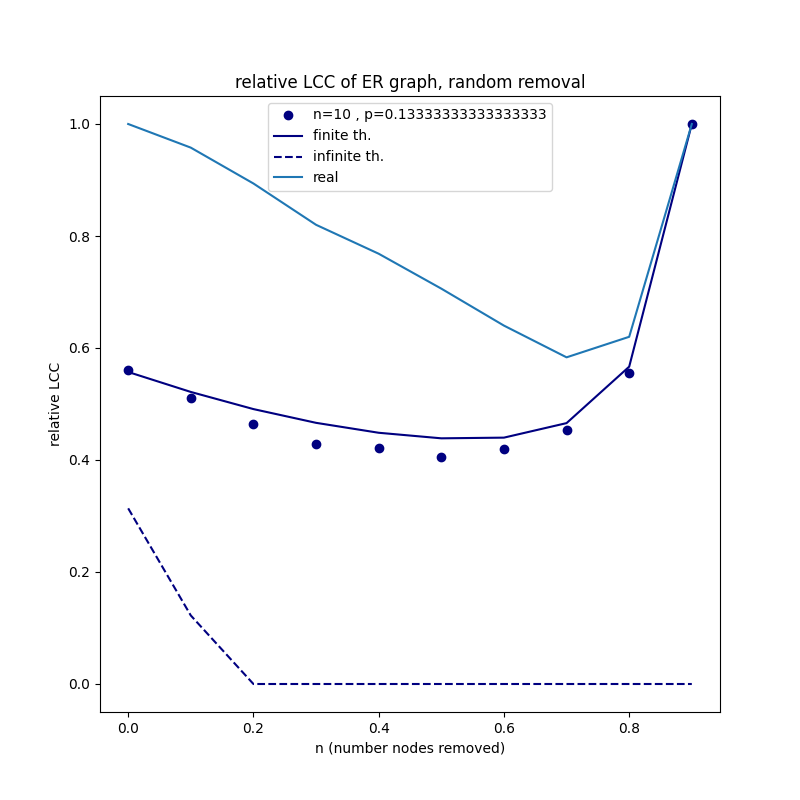 relative LCC of ER graph, random removal
n=10 , p=0.13333333333333333
finite th.
infinite th.
real
1.0
0.8
0.6
0.4
0.2
0.0
relative LCC
0.0 0.2 0.4 0.6 0.8
n (number nodes removed)